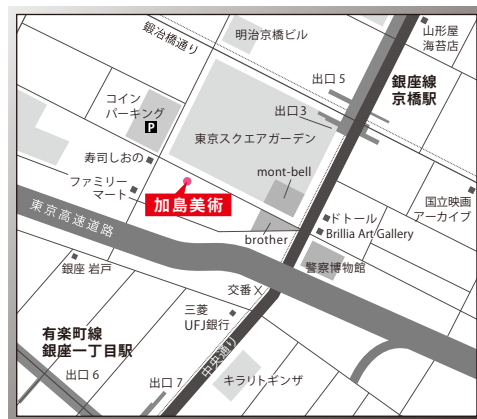 鍛冶橋通り
明治京橋ビル
山形屋
海苔店
出口 5
銀座線
京橋駅
コイン
パーキング
P
出口3
東京スクエアガーデン
寿司しおの
ファミリー
マート
mont-bell
加島美術
国立映画
アーカイブ
東京高速道路
ドトール
Brillia Art Gallery
brother
銀座 岩戸
警察博物館
交番 X
三菱
UFJ銀行
有楽町線
銀座一丁目駅
中央通り
出口 6
出口 7
キラリトギンザ